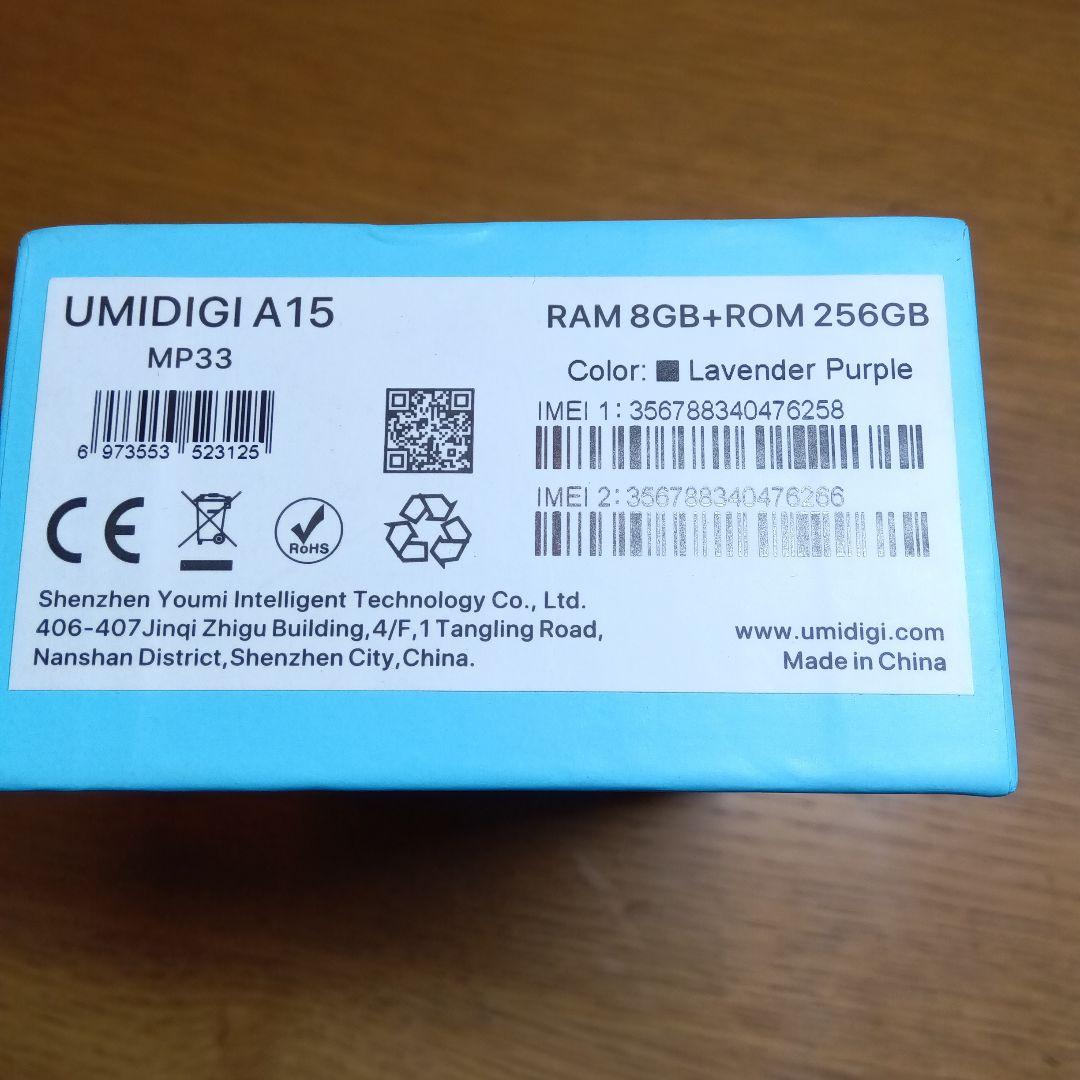 UMIDIGI A15
MP33
6 973553 523125
RoHS
RAM 8GB+ROM 256GB
Color: Lavender Purple
IMEI 1: 356788340476258
IMEI 2: 356788340476266
Shenzhen Youmi Intelligent Technology Co., Ltd.
406-407Jinqi Zhigu Building,4/F,1 Tangling Road,
Nanshan District,Shenzhen City,China.
www.umidigi.com
Made in China